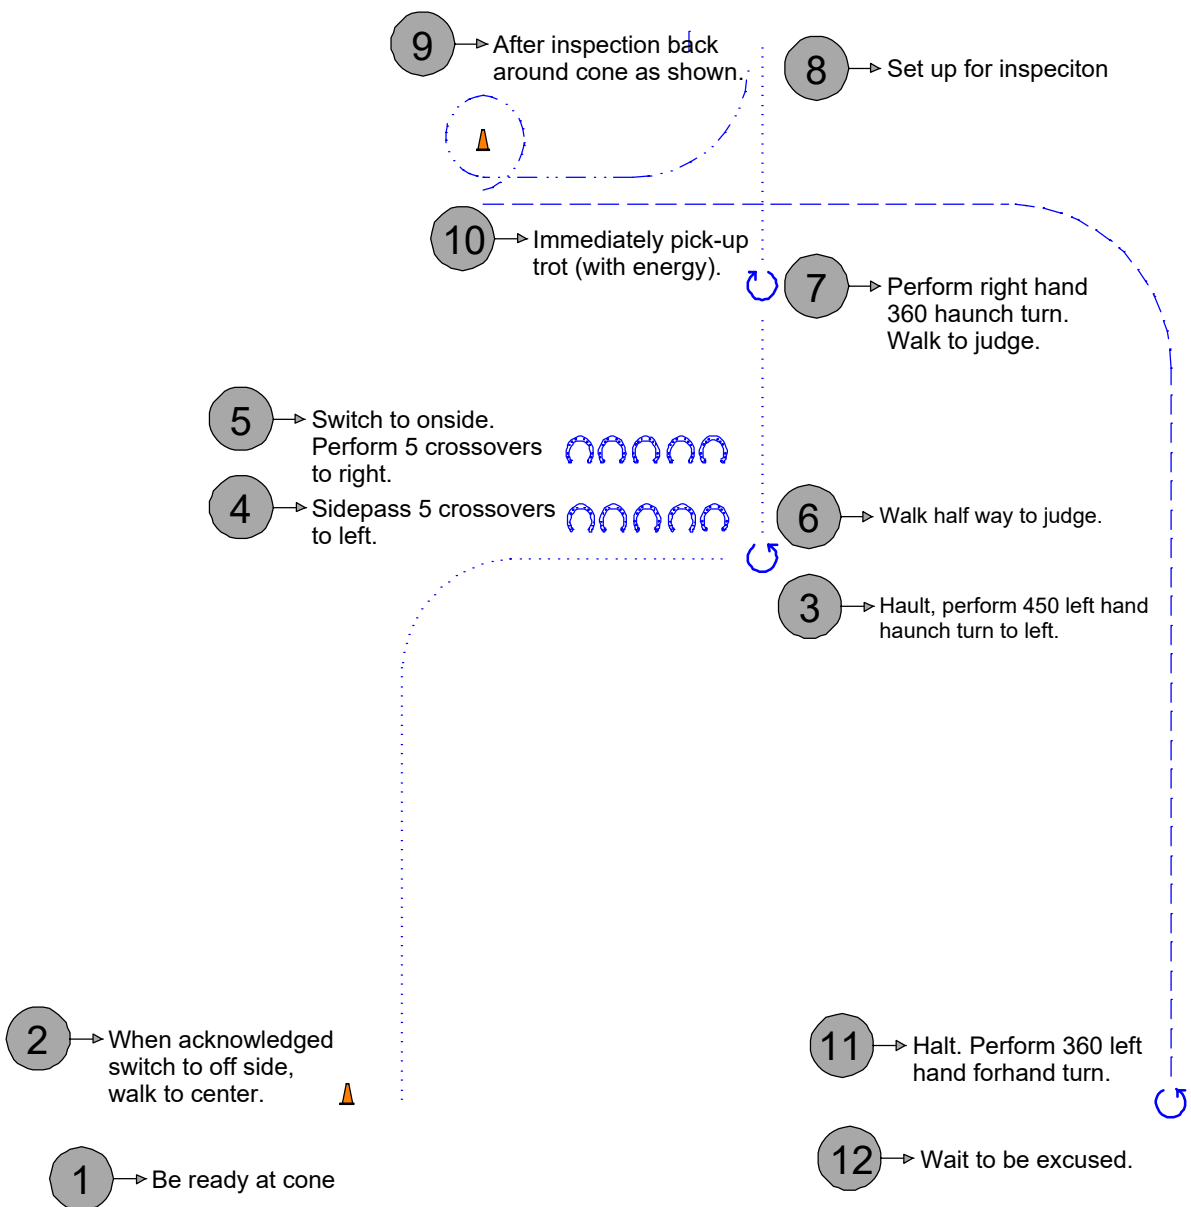 9
After inspection back
around cone as shown.
8
Set up for inspeciton
10
Immediately pick-up
trot (with energy).
7
Perform right hand
360 haunch turn.
Walk to judge.
5
Switch to onside.
Perform 5 crossovers
to right.
4
Sidepass 5 crossovers
to left.
6
Walk half way to judge.
3
Hault, perform 450 left hand
haunch turn to left.
2
When acknowledged
switch to off side,
walk to center.
11
Halt. Perform 360 left
hand forhand turn.
1
Be ready at cone
12
Wait to be excused.